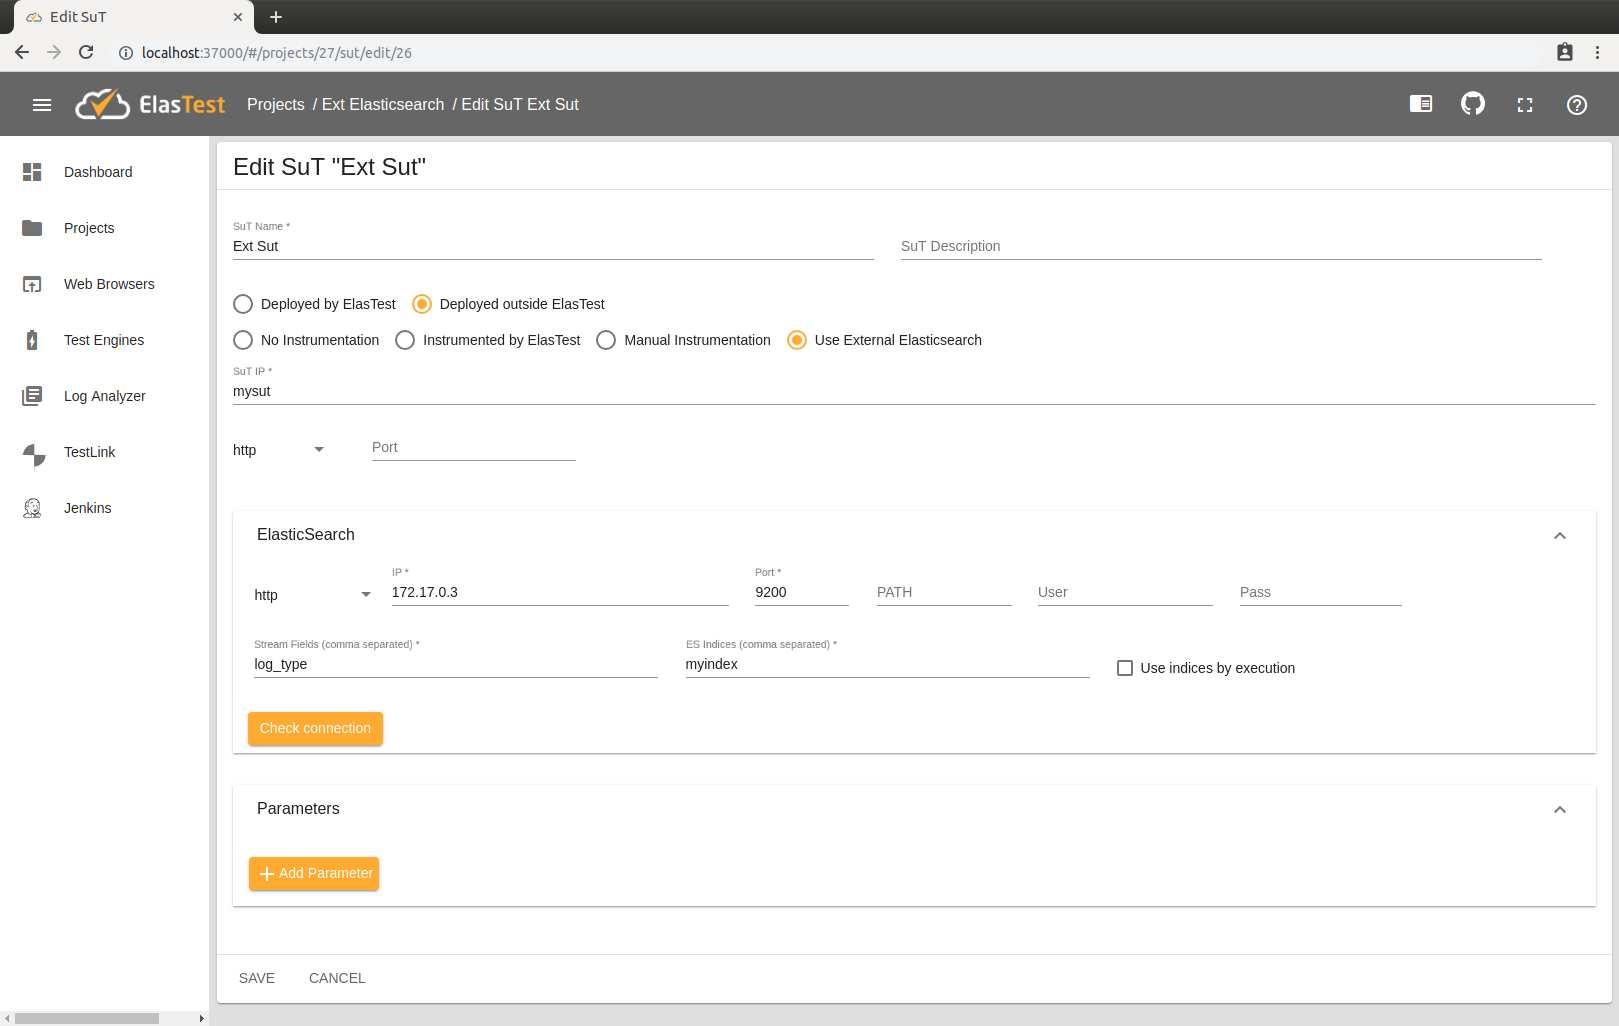 Edit SuT
localhost:37000/#/projects/27/sut/edit/26
ElasTest
Projects / Ext Elasticsearch / Edit SuT Ext Sut
Dashboard
Projects
Web Browsers
Test Engines
Log Analyzer
TestLink
Jenkins
Edit SuT "Ext Sut"
SuT Name *
Ext Sut
SuT Description
Deployed by ElasTest Deployed outside ElasTest
No Instrumentation Instrumented by ElasTest Manual Instrumentation Use External Elasticsearch
SuT IP *
mysut
http Port
ElasticSearch
IP * Port *
http 172.17.0.3 9200 PATH User Pass
Stream Fields (comma separated) * ES Indices (comma separated) *
log_type myindex Use indices by execution
Check connection
Parameters
Add Parameter
SAVE CANCEL